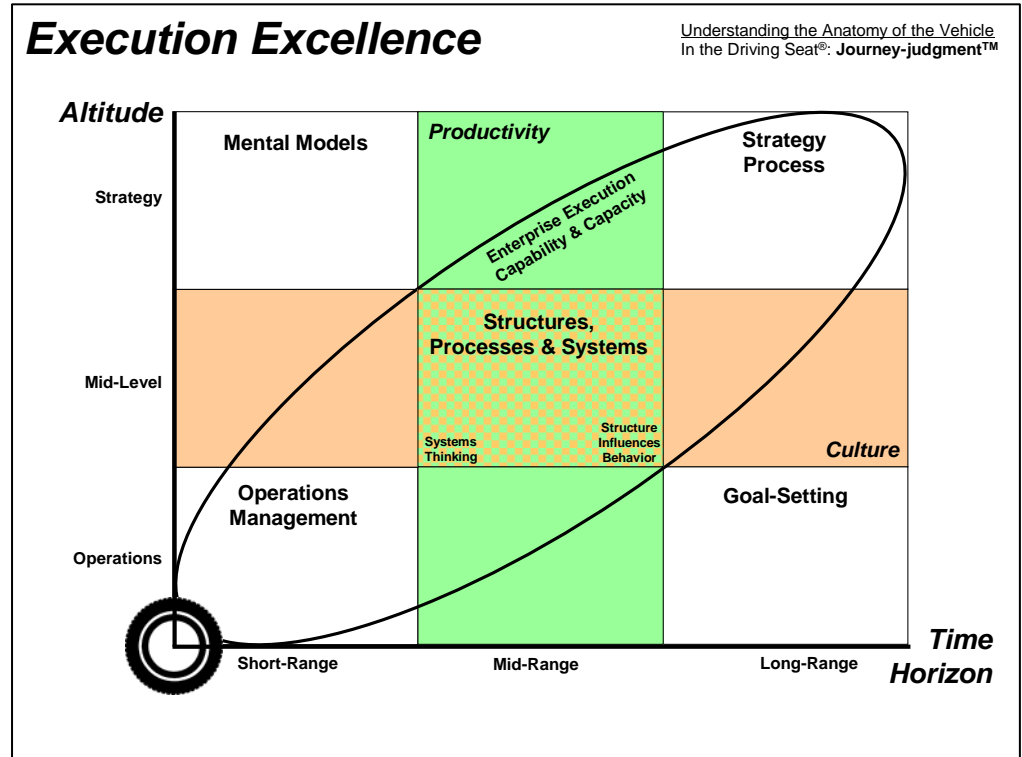 Execution Excellence
Understanding the Anatomy of the Vehicle
In the Driving Seat®: Journey-judgment™
Altitude
Mental Models
Productivity
Strategy
Process
Strategy
Enterprise Execution
Capability & Capacity
Structures,
Processes & Systems
Mid-Level
Systems
Thinking
Structure
Influences
Behavior
Culture
Operations
Management
Goal-Setting
Operations
Short-Range
Mid-Range
Long-Range
Time
Horizon